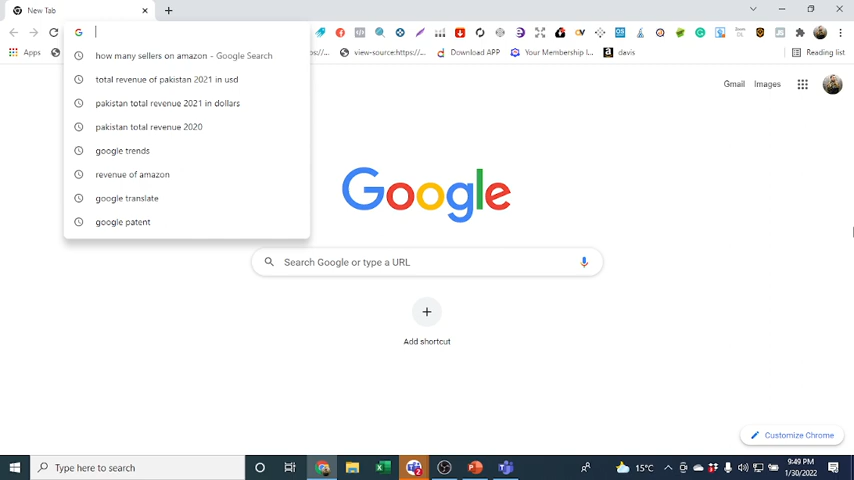 New Tab
how many sellers on amazon - Google Search
total revenue of pakistan 2021 in usd
pakistan total revenue 2021 in dollars
pakistan total revenue 2020
google trends
revenue of amazon
google translate
google patent
Apps
view-source:https://...
Download APP
Your Membership I...
davis
Reading list
Gmail
Images
Google
Search Google or type a URL
Add shortcut
Customize Chrome
Type here to search
15°C
9:49 PM
1/30/2022